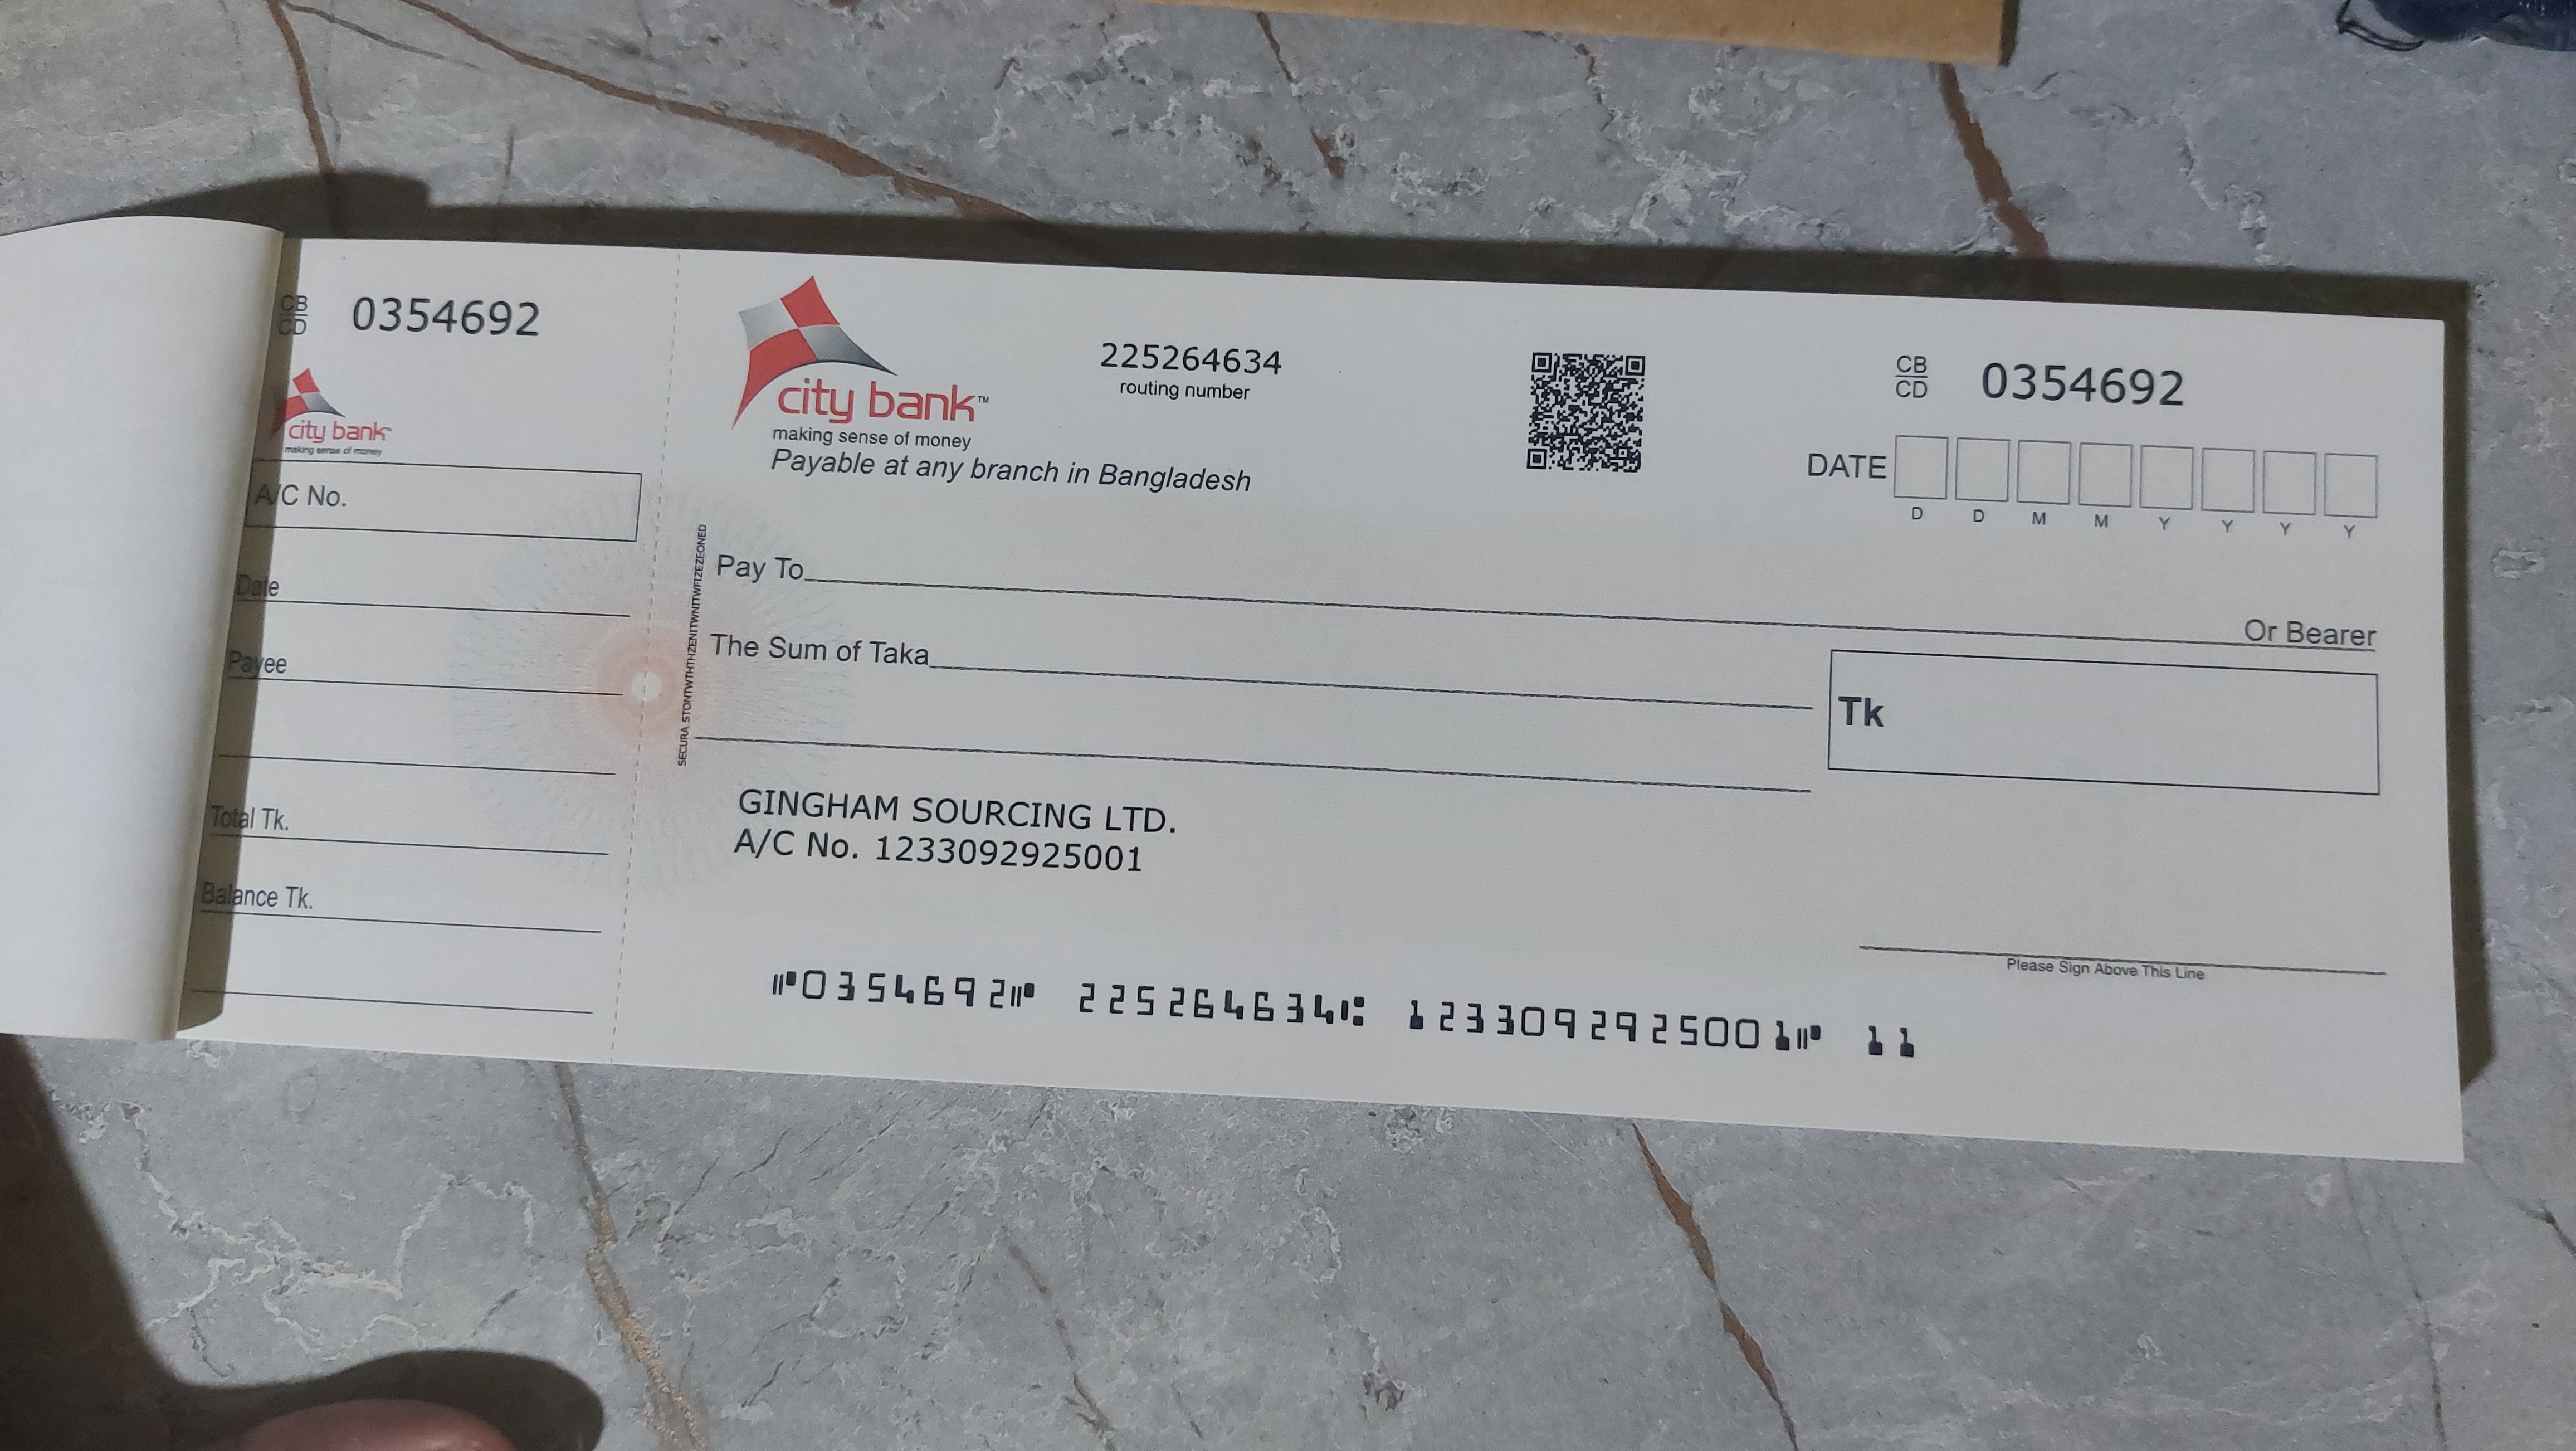 CB
CD
0354692
city bank
making sense of money
A/C No.
Date
Payee
Total Tk.
Balance Tk.
city bank™
making sense of money
Payable at any branch in Bangladesh
225264634
routing number
CB
CD
0354692
DATE
D D M M Y Y Y Y
Pay To
Or Bearer
The Sum of Taka
Tk
GINGHAM SOURCING LTD.
A/C No. 1233092925001
Please Sign Above This Line
⑈0354692⑈ 225264634⑆ 1233092925001⑈ 11